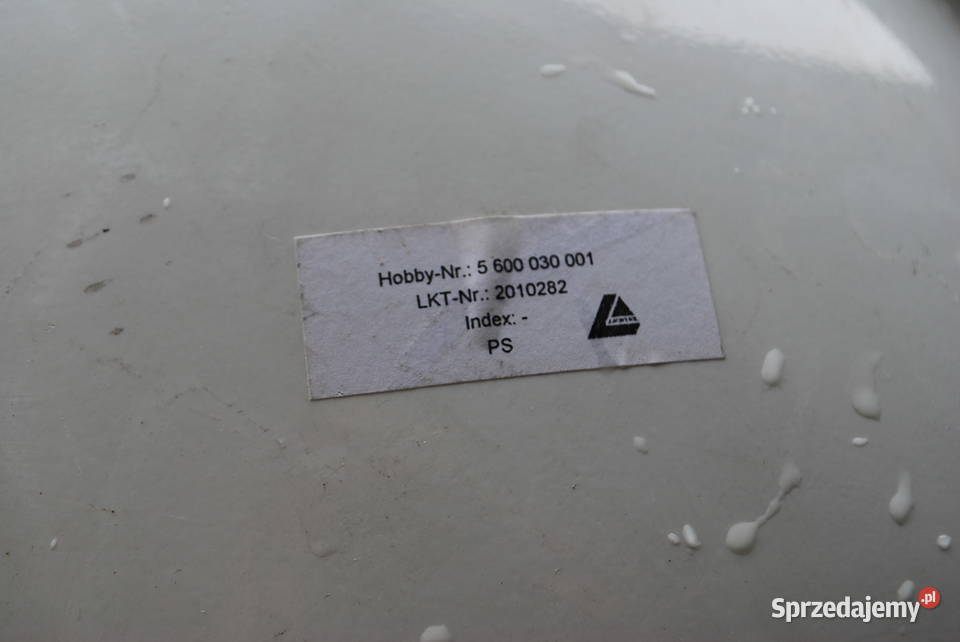 Hobby-Nr.: 5 600 030 001
LKT-Nr.: 2010282
Index: -
PS
Sprzedajemy.pl